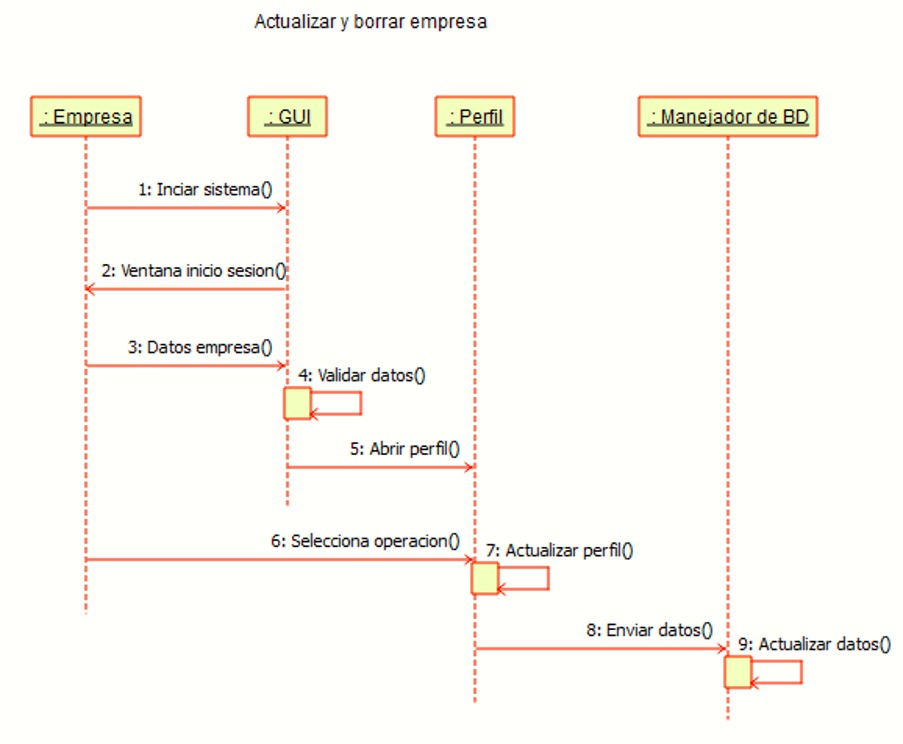 Actualizar y borrar empresa
: Empresa
: GUI
: Perfil
: Manejador de BD
1: Inciar sistema()
2: Ventana inicio sesion()
3: Datos empresa()
4: Validar datos()
5: Abrir perfil()
6: Selecciona operacion()
7: Actualizar perfil()
8: Enviar datos()
9: Actualizar datos()